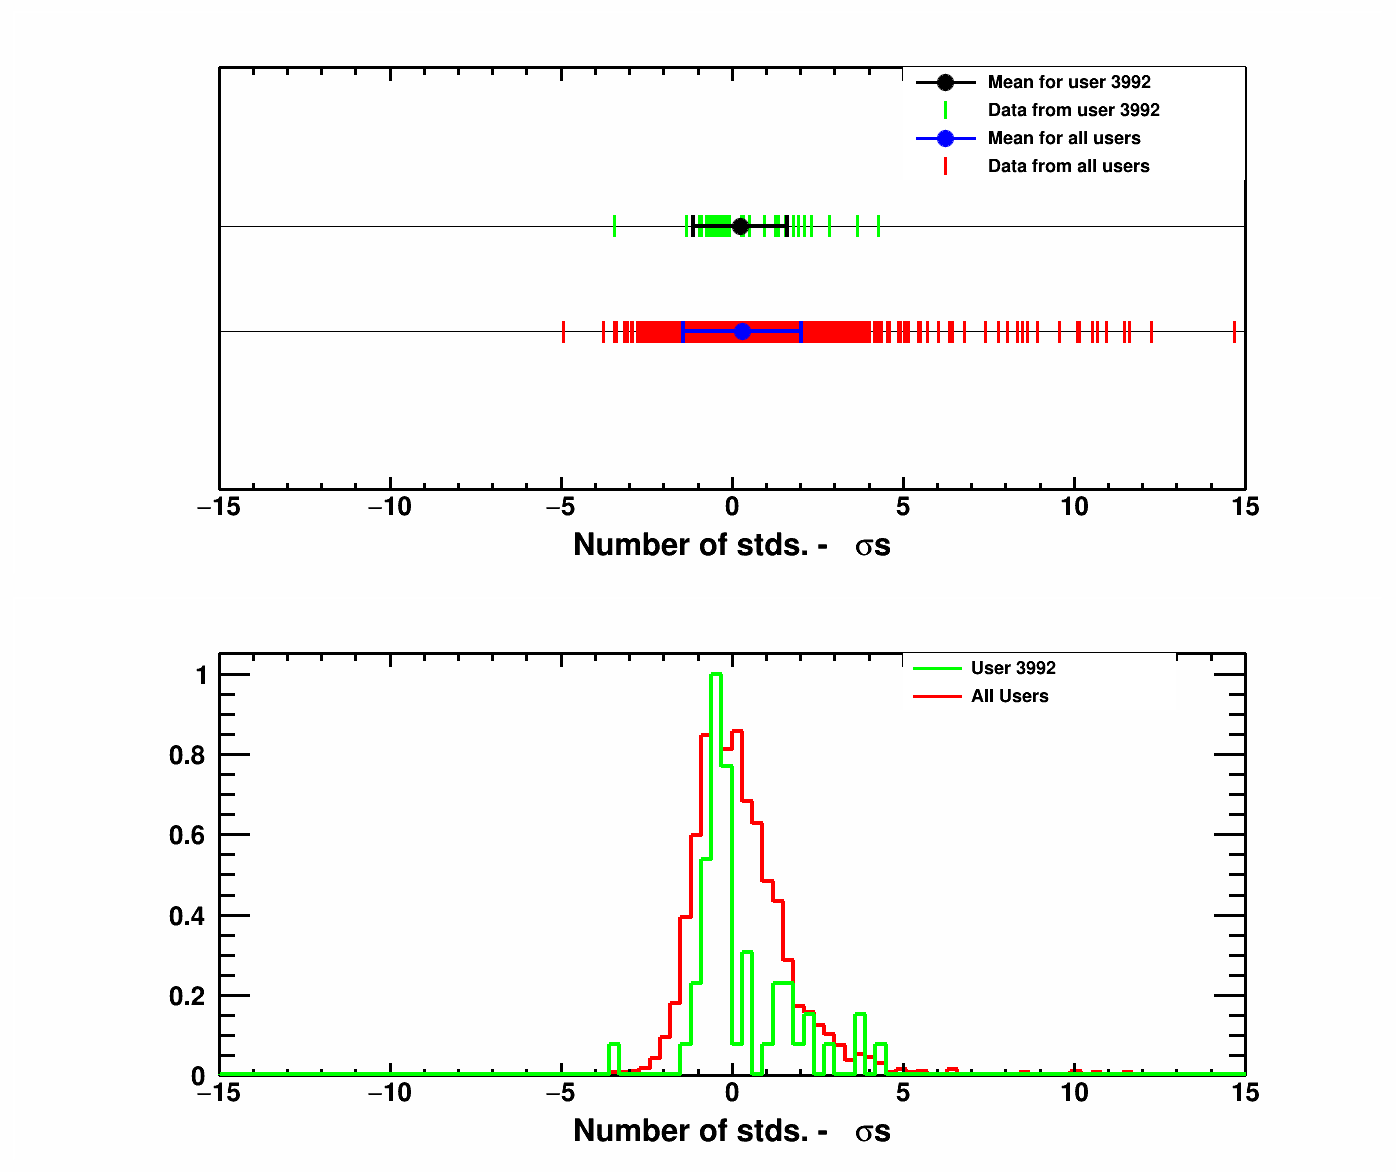 Mean for user 3992
Data from user 3992
Mean for all users
Data from all users
−15 −10 −5 0 5 10 15
Number of stds. - σs
User 3992
All Users
1
0.8
0.6
0.4
0.2
0
−15 −10 −5 0 5 10 15
Number of stds. - σs